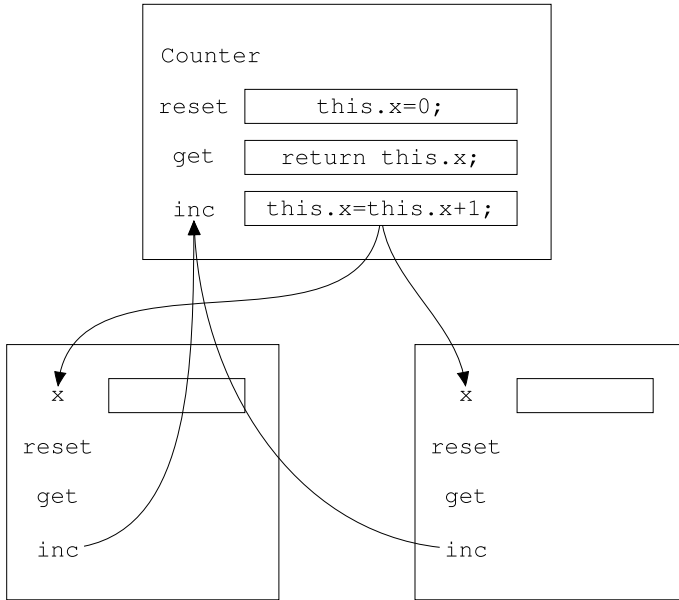 Counter
reset this.x=0;
get return this.x;
inc this.x=this.x+1;
x
reset
get
inc
x
reset
get
inc